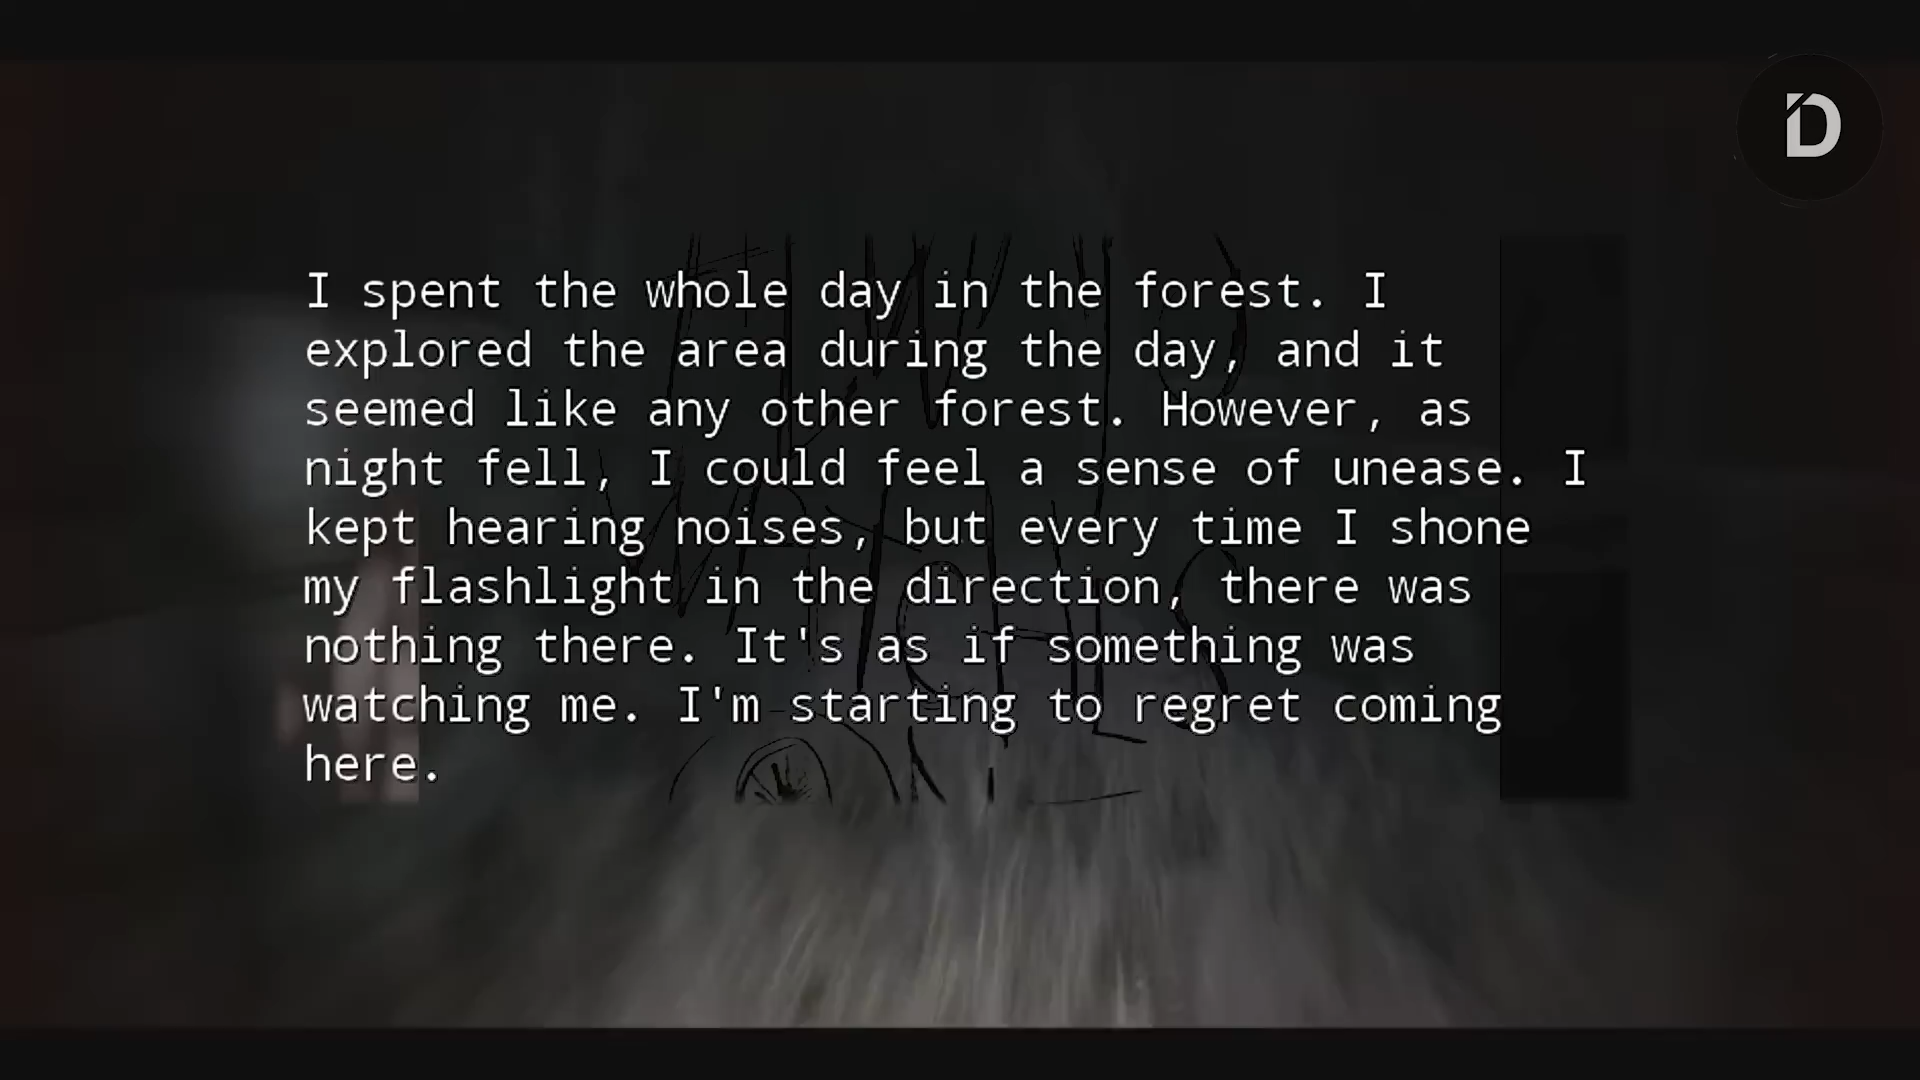 I spent the whole day in the forest. I
explored the area during the day, and it
seemed like any other forest. However, as
night fell, I could feel a sense of unease. I
kept hearing noises, but every time I shone
my flashlight in the direction, there was
nothing there. It's as if something was
watching me. I'm starting to regret coming
here.
D